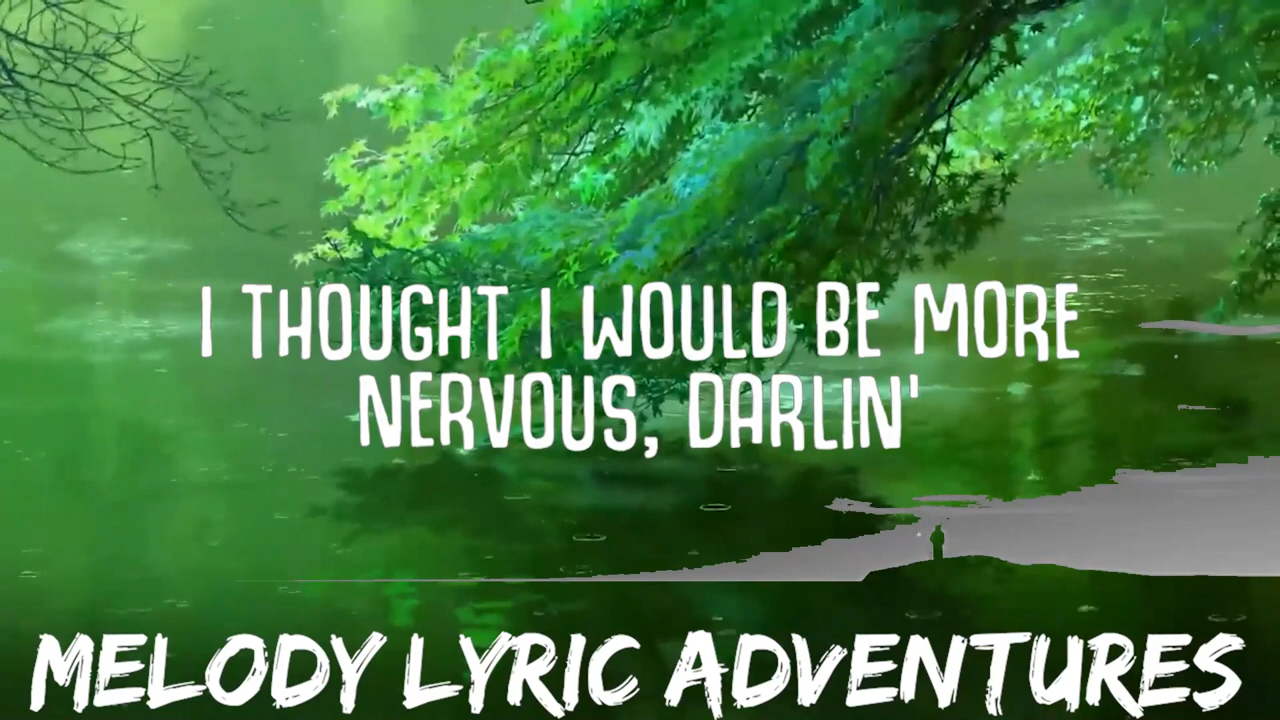 I THOUGHT I WOULD BE MORE
NERVOUS, DARLIN'
MELODY LYRIC ADVENTURES